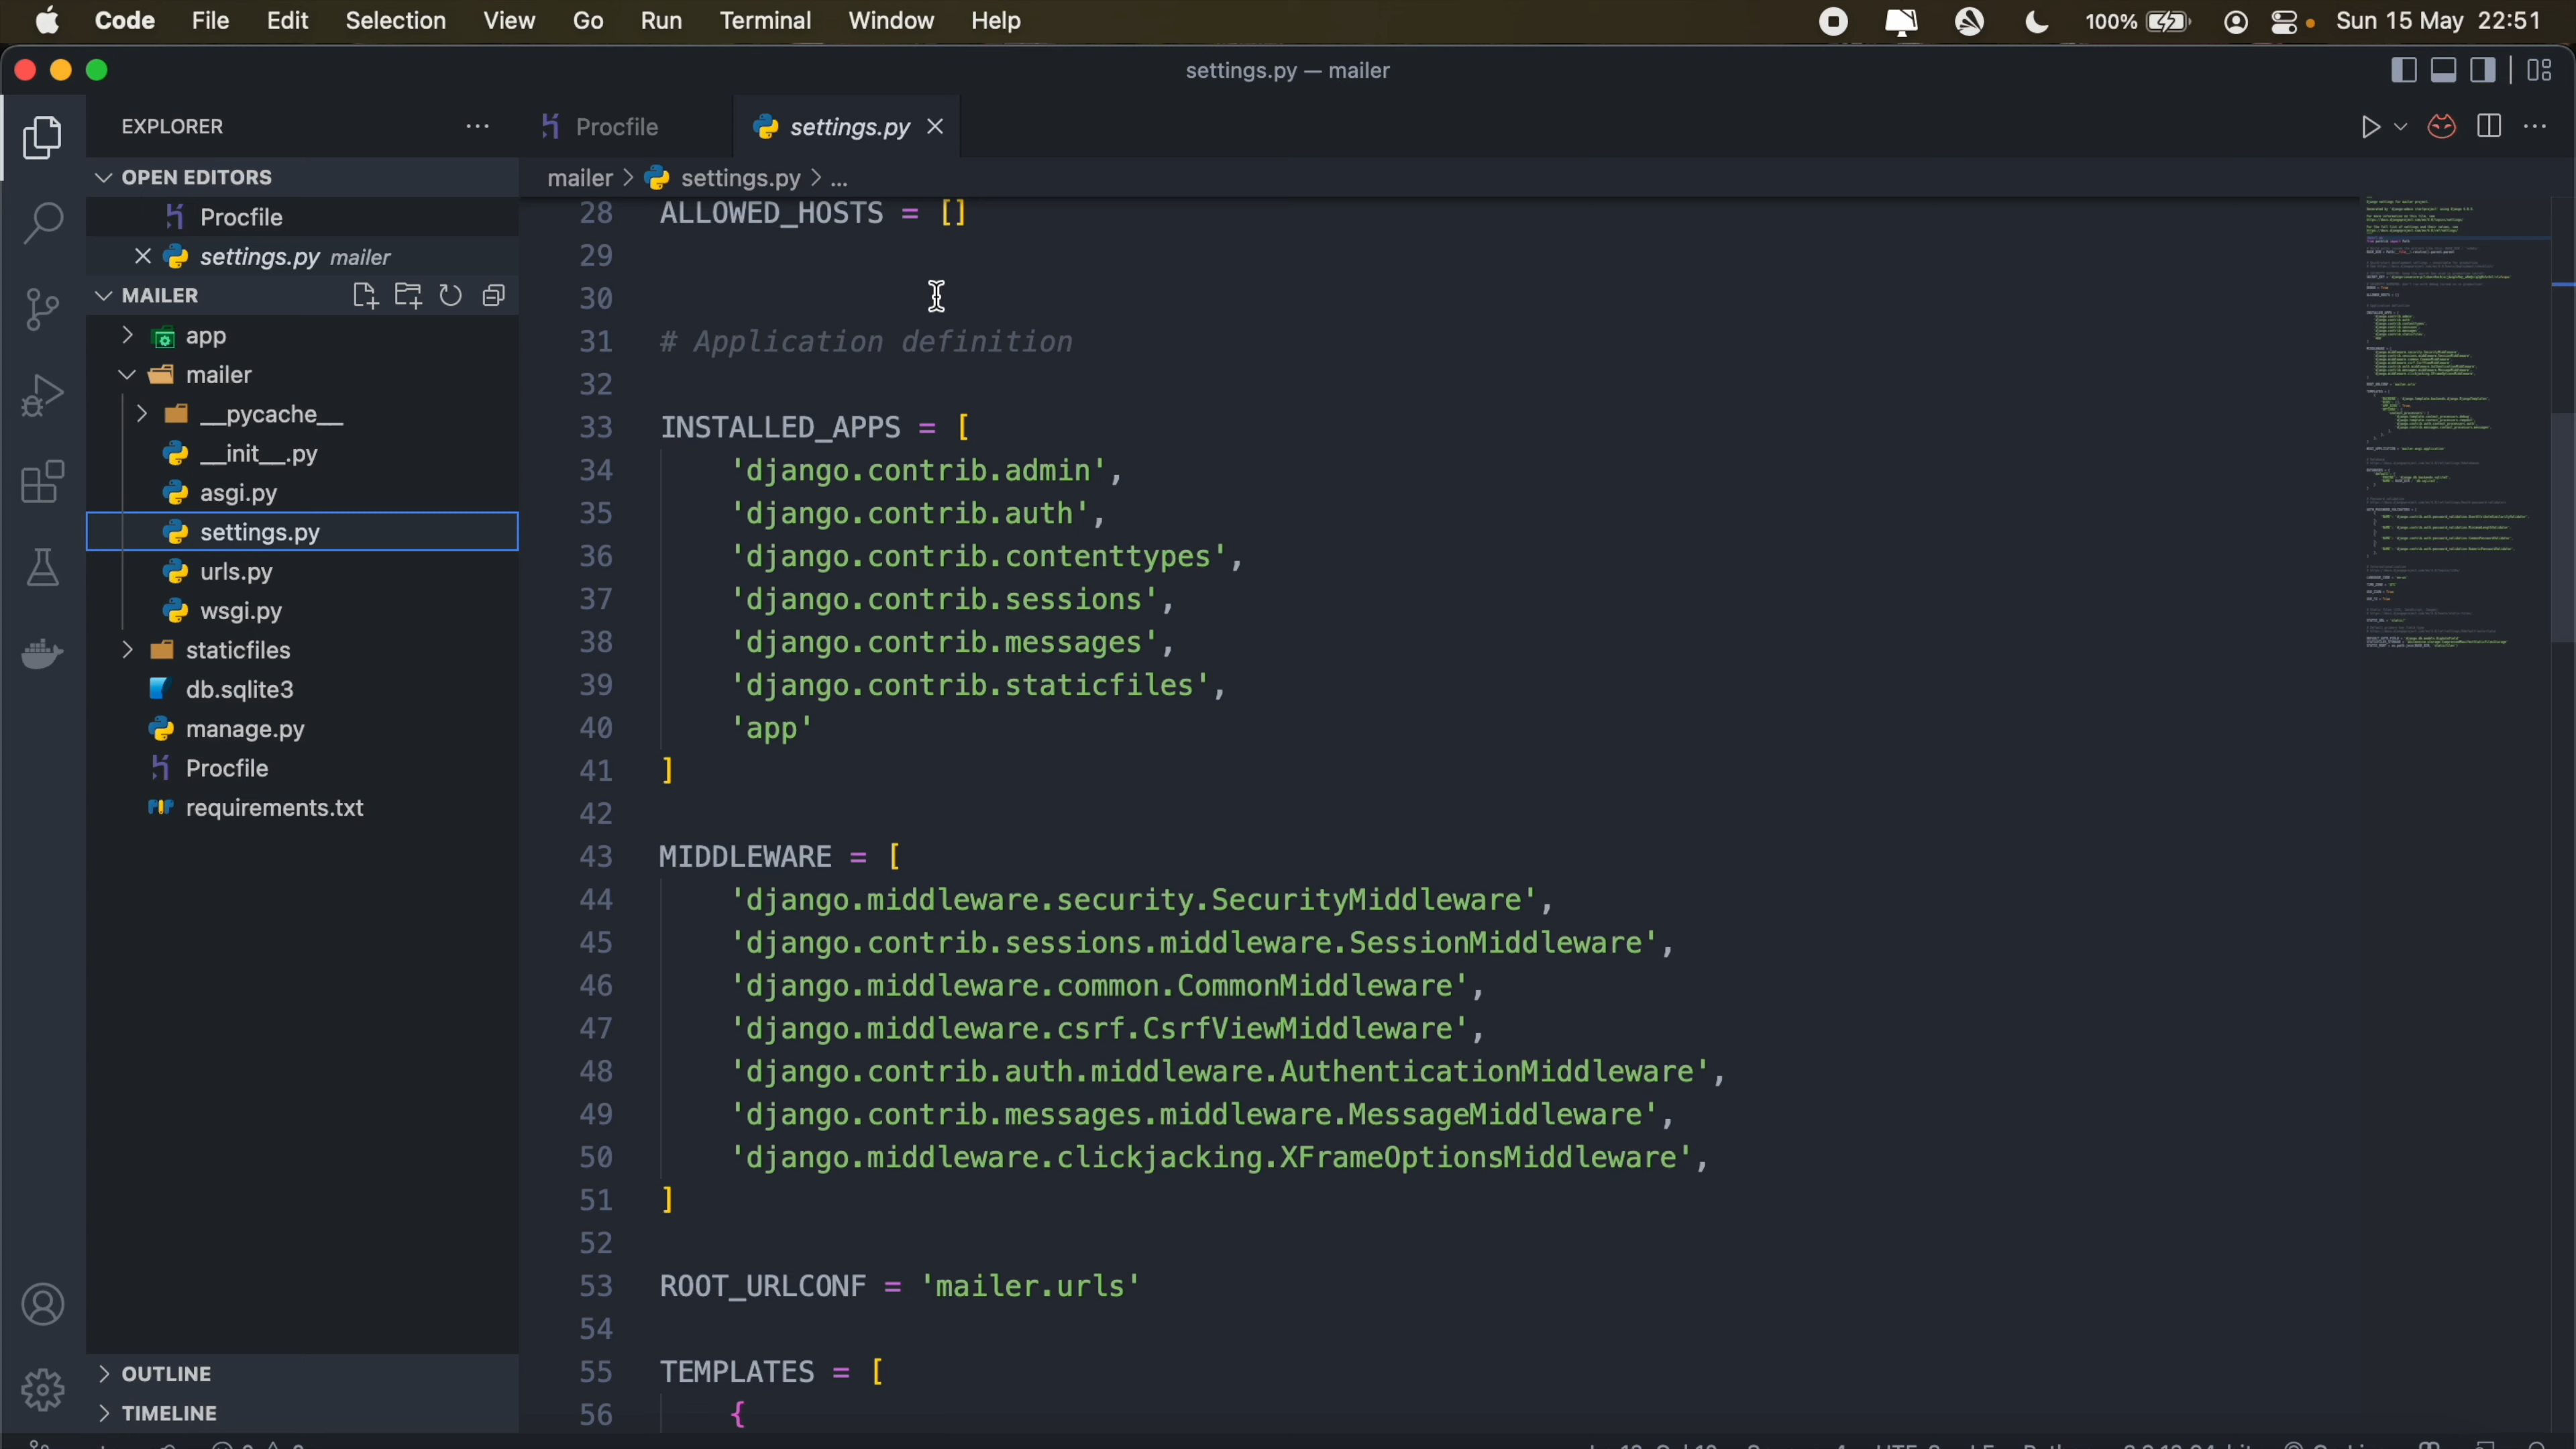 Code File Edit Selection View Go Run Terminal Window Help 100% Sun 15 May 22:51
settings.py — mailer
EXPLORER
Procfile
settings.py
OPEN EDITORS
mailer > settings.py > ...
Procfile
settings.py mailer
MAILER
app
mailer
__pycache__
__init__.py
asgi.py
settings.py
urls.py
wsgi.py
staticfiles
db.sqlite3
manage.py
Procfile
requirements.txt
OUTLINE
TIMELINE
28 ALLOWED_HOSTS = []
29
30
31 # Application definition
32
33 INSTALLED_APPS = [
34 'django.contrib.admin',
35 'django.contrib.auth',
36 'django.contrib.contenttypes',
37 'django.contrib.sessions',
38 'django.contrib.messages',
39 'django.contrib.staticfiles',
40 'app'
41 ]
42
43 MIDDLEWARE = [
44 'django.middleware.security.SecurityMiddleware',
45 'django.contrib.sessions.middleware.SessionMiddleware',
46 'django.middleware.common.CommonMiddleware',
47 'django.middleware.csrf.CsrfViewMiddleware',
48 'django.contrib.auth.middleware.AuthenticationMiddleware',
49 'django.contrib.messages.middleware.MessageMiddleware',
50 'django.middleware.clickjacking.XFrameOptionsMiddleware',
51 ]
52
53 ROOT_URLCONF = 'mailer.urls'
54
55 TEMPLATES = [
56 {